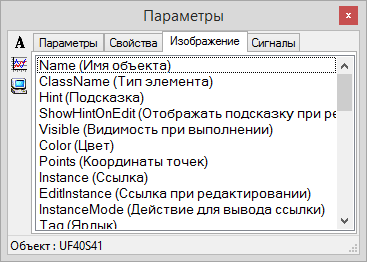 Параметры
Параметры Свойства Изображение Сигналы
Name (Имя объекта)
ClassName (Тип элемента)
Hint (Подсказка)
ShowHintOnEdit (Отображать подсказку при ре
Visible (Видимость при выполнении)
Color (Цвет)
Points (Координаты точек)
Instance (Ссылка)
EditInstance (Ссылка при редактировании)
InstanceMode (Действие для вывода ссылки)
Tag (Ярлык)
Объект : UF40S41